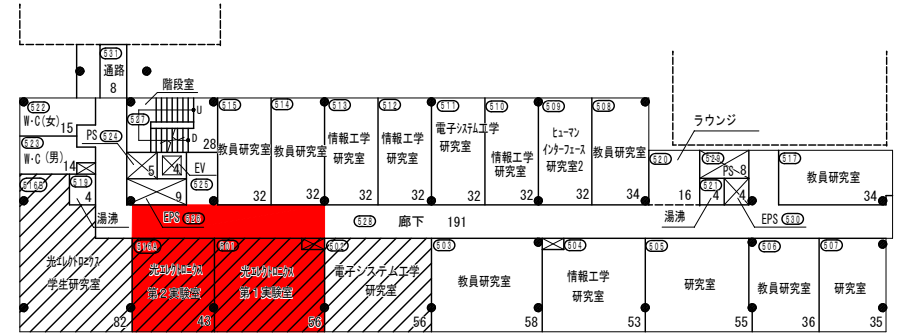 531
通路
8
階段室
522
W・C(女)
15
523
W・C(男)
14
PS 524
5
527
U
D
28
4
EV
525
9
EPS 526
519
4
湯沸
515
教員研究室
32
514
教員研究室
32
513
情報工学
研究室
32
512
情報工学
研究室
32
511
電子システム工学
研究室
32
510
情報工学
研究室
32
509
ヒューマン
インターフェース
研究室2
32
508
教員研究室
34
ラウンジ
520
16
529
PS
8
521
4
4
湯沸
EPS 530
517
教員研究室
34
528 廊下 191
516B
光エレクトロニクス
学生研究室
82
516A
光エレクトロニクス
第2実験室
43
501
光エレクトロニクス
第1実験室
56
502
電子システム工学
研究室
56
503
教員研究室
58
504
情報工学
研究室
53
505
研究室
55
506
教員研究室
36
507
研究室
35